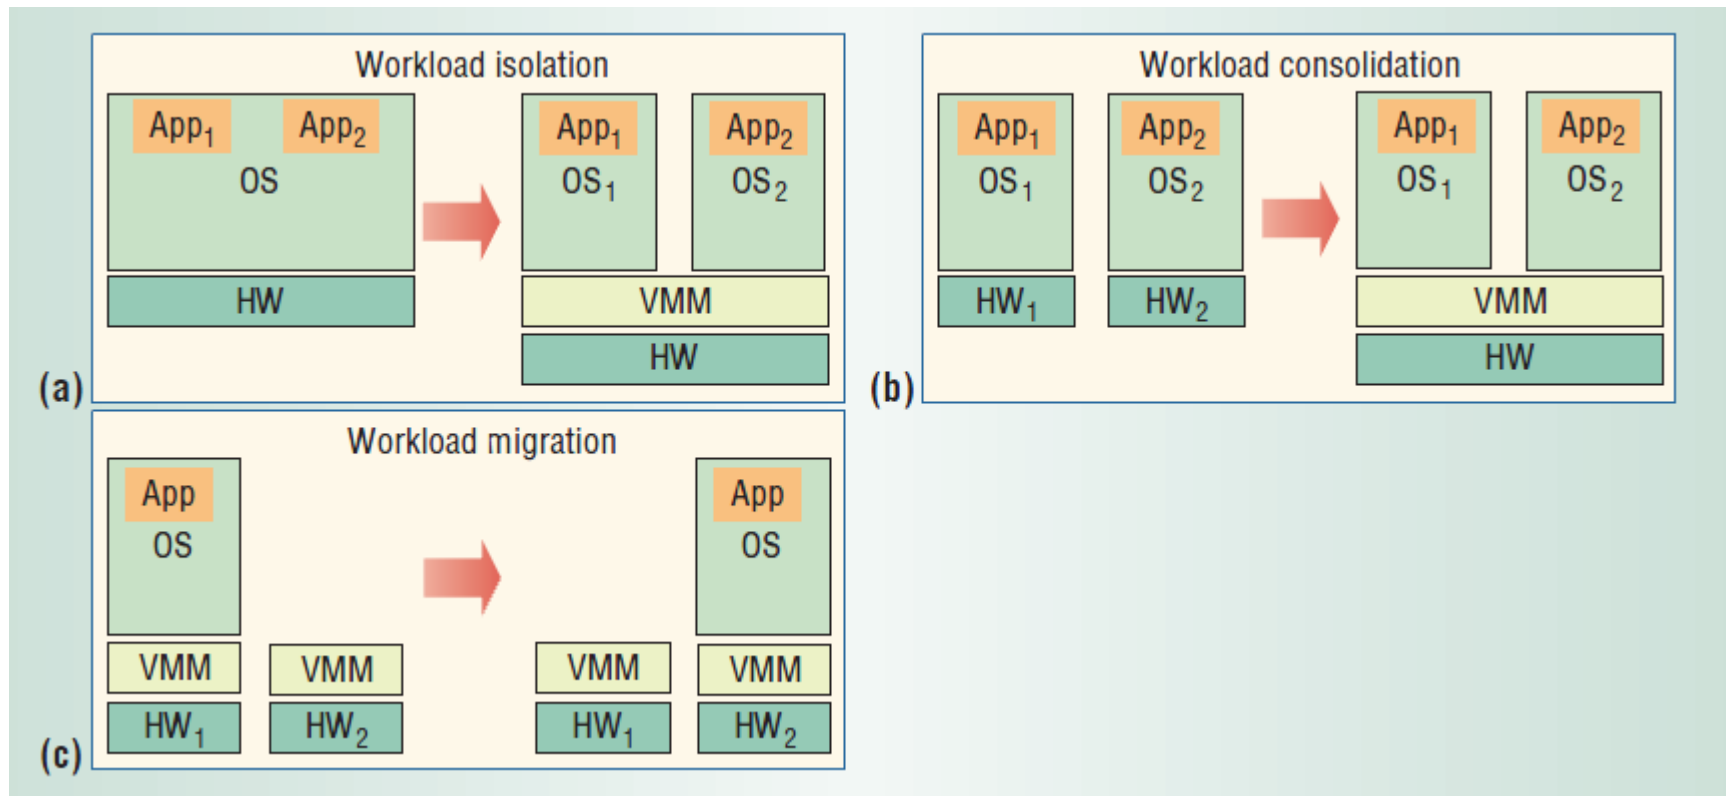 Workload isolation
App₁ App₂ App₁ App₂
OS OS₁ OS₂
HW VMM
HW
(a)
Workload consolidation
App₁ App₂ App₁ App₂
OS₁ OS₂ OS₁ OS₂
HW₁ HW₂ VMM
HW
(b)
Workload migration
App App
OS OS
VMM VMM VMM VMM
HW₁ HW₂ HW₁ HW₂
(c)